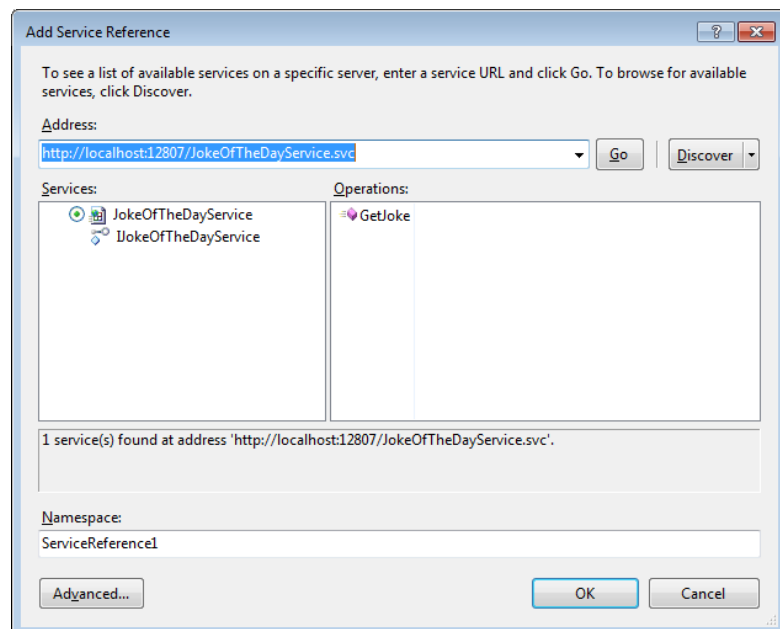 Add Service Reference
To see a list of available services on a specific server, enter a service URL and click Go. To browse for available
services, click Discover.
Address:
http://localhost:12807/JokeOfTheDayService.svc
Go
Discover
Services:
Operations:
JokeOfTheDayService
IJokeOfTheDayService
GetJoke
1 service(s) found at address 'http://localhost:12807/JokeOfTheDayService.svc'.
Namespace:
ServiceReference1
Advanced...
OK
Cancel